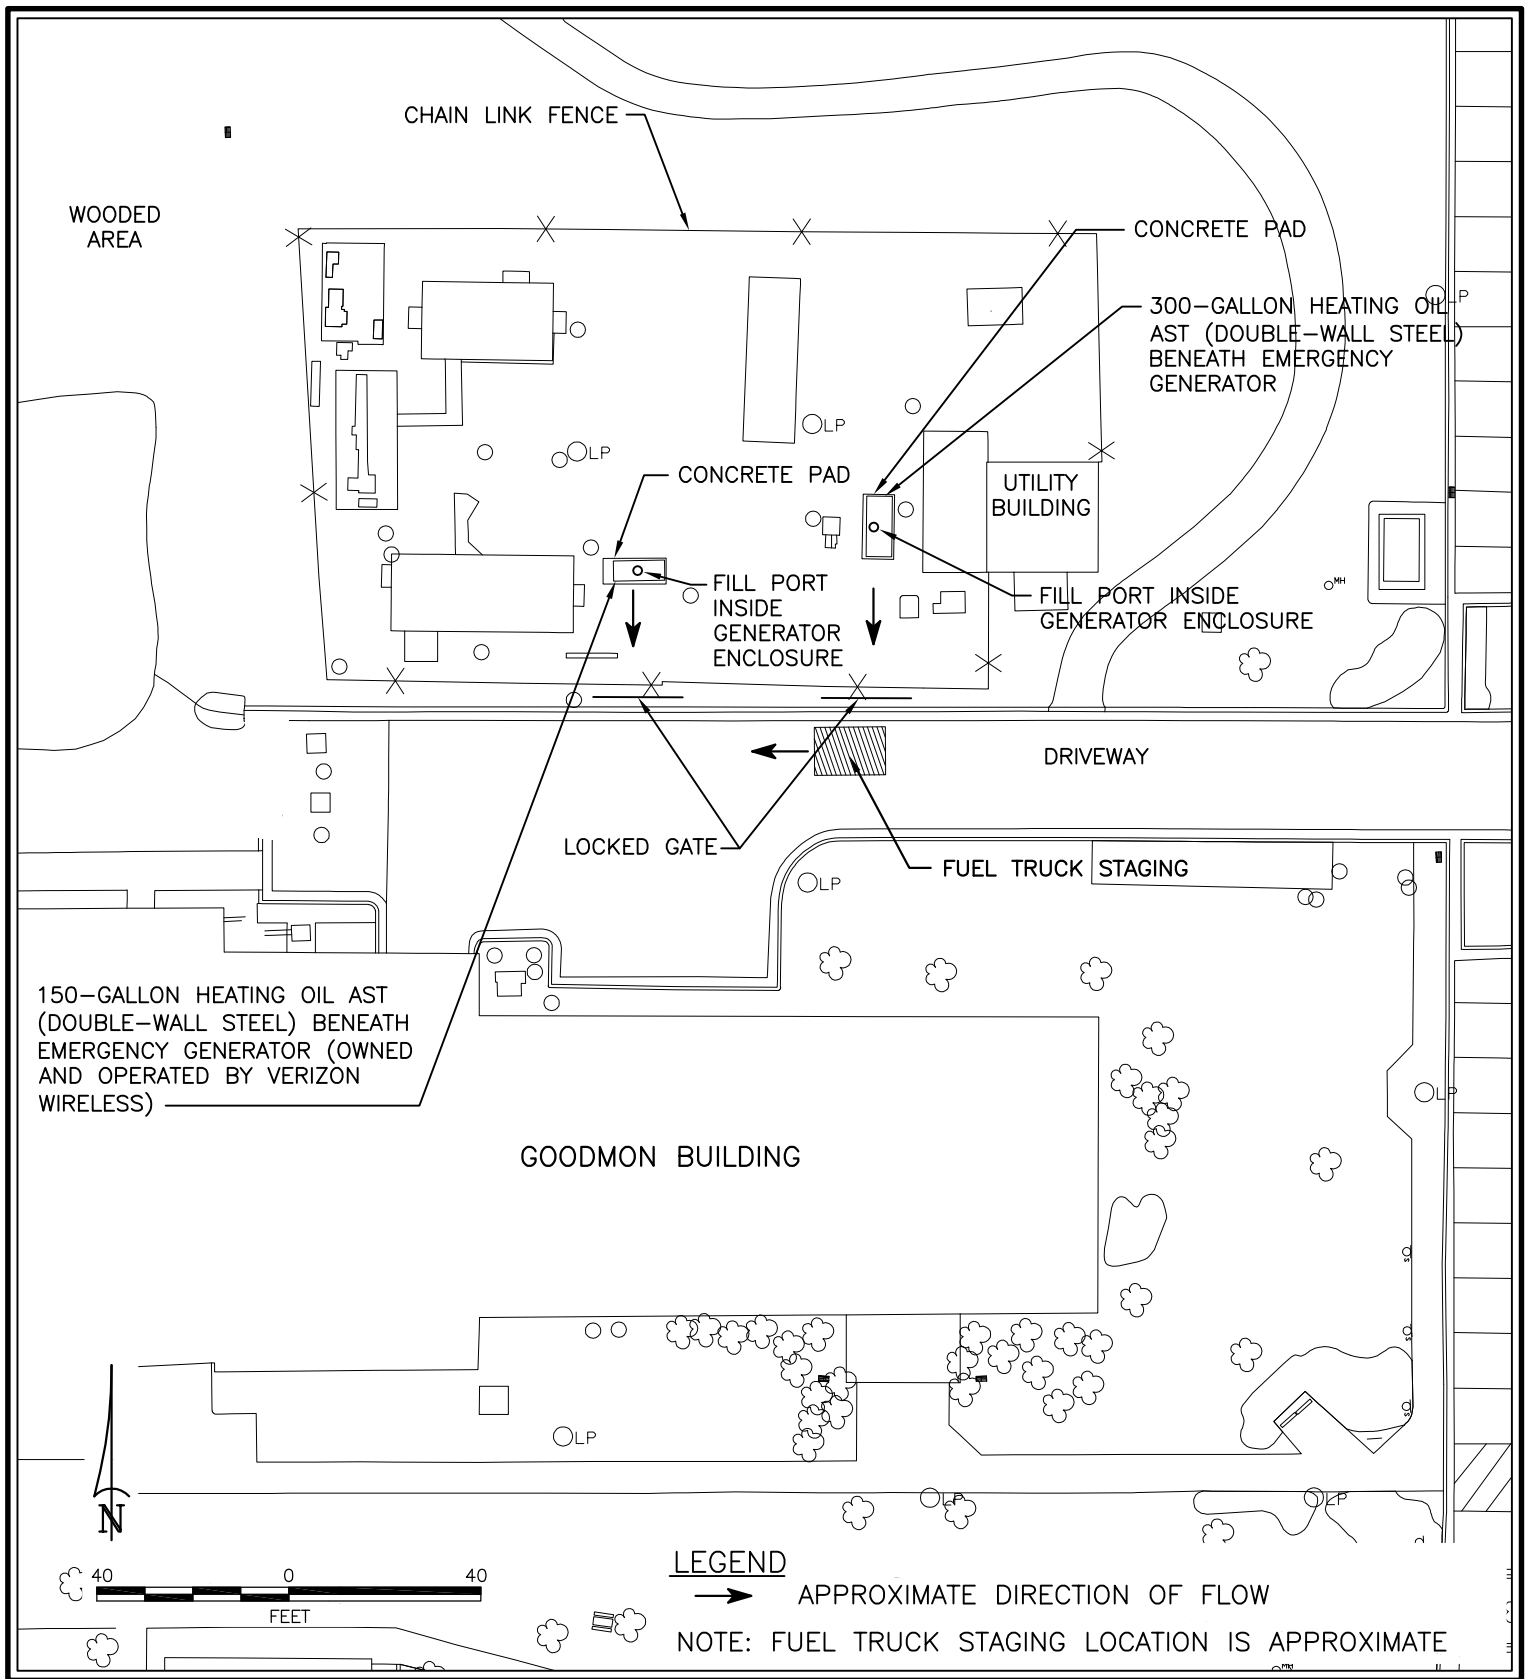 CHAIN LINK FENCE
WOODED
AREA
CONCRETE PAD
LP
300-GALLON HEATING OIL
AST (DOUBLE-WALL STEEL)
BENEATH EMERGENCY
GENERATOR
LP
LP
CONCRETE PAD
UTILITY
BUILDING
MH
FILL PORT
INSIDE
GENERATOR
ENCLOSURE
FILL PORT INSIDE
GENERATOR ENCLOSURE
DRIVEWAY
LOCKED GATE
FUEL TRUCK STAGING
LP
150-GALLON HEATING OIL AST
(DOUBLE-WALL STEEL) BENEATH
EMERGENCY GENERATOR (OWNED
AND OPERATED BY VERIZON
WIRELESS)
LP
GOODMON BUILDING
S
S
S
LP
LP
LP
N
40 0 40
FEET
LEGEND
APPROXIMATE DIRECTION OF FLOW
NOTE: FUEL TRUCK STAGING LOCATION IS APPROXIMATE
MH